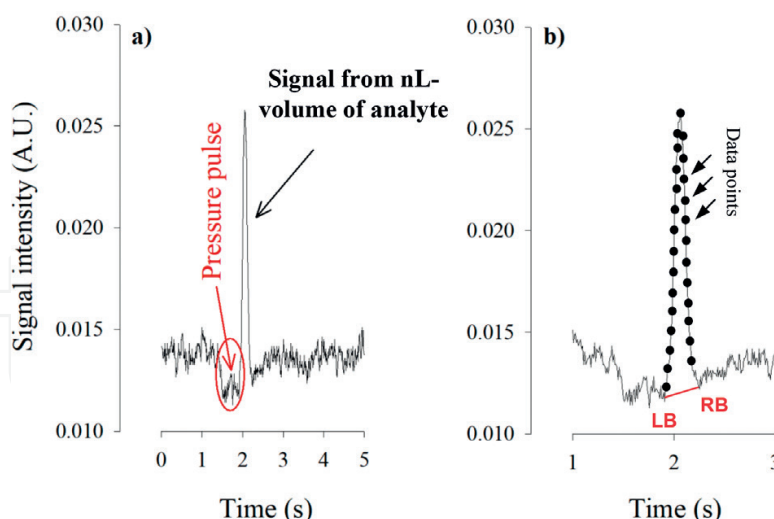 a)
Signal intensity (A.U.)
0.030
0.025
0.020
0.015
0.010
Signal from nL-
volume of analyte
Pressure pulse
0 1 2 3 4 5
Time (s)
b)
0.030
0.025
0.020
0.015
0.010
Data points
LB
RB
1 2 3
Time (s)